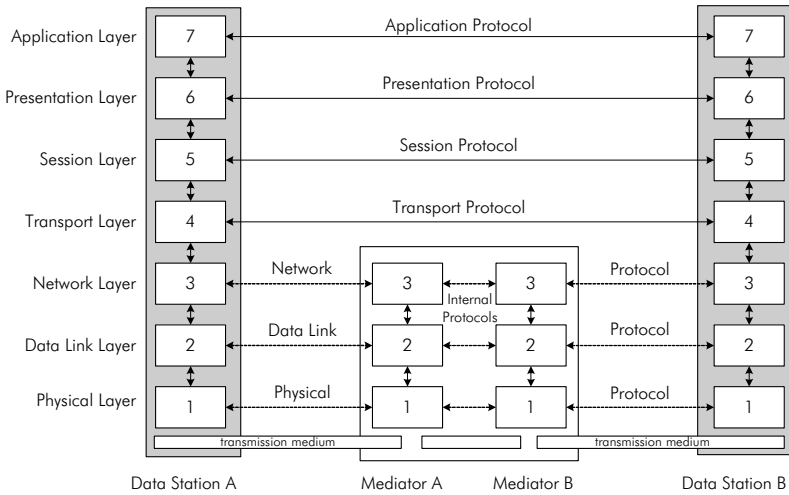 Application Layer 7 Application Protocol 7
Presentation Layer 6 Presentation Protocol 6
Session Layer 5 Session Protocol 5
Transport Layer 4 Transport Protocol 4
Network Layer 3 Network 3 3 Protocol 3
Internal
Protocols
Data Link Layer 2 Data Link 2 2 Protocol 2
Physical Layer 1 Physical 1 1 Protocol 1
transmission medium transmission medium
Data Station A Mediator A Mediator B Data Station B